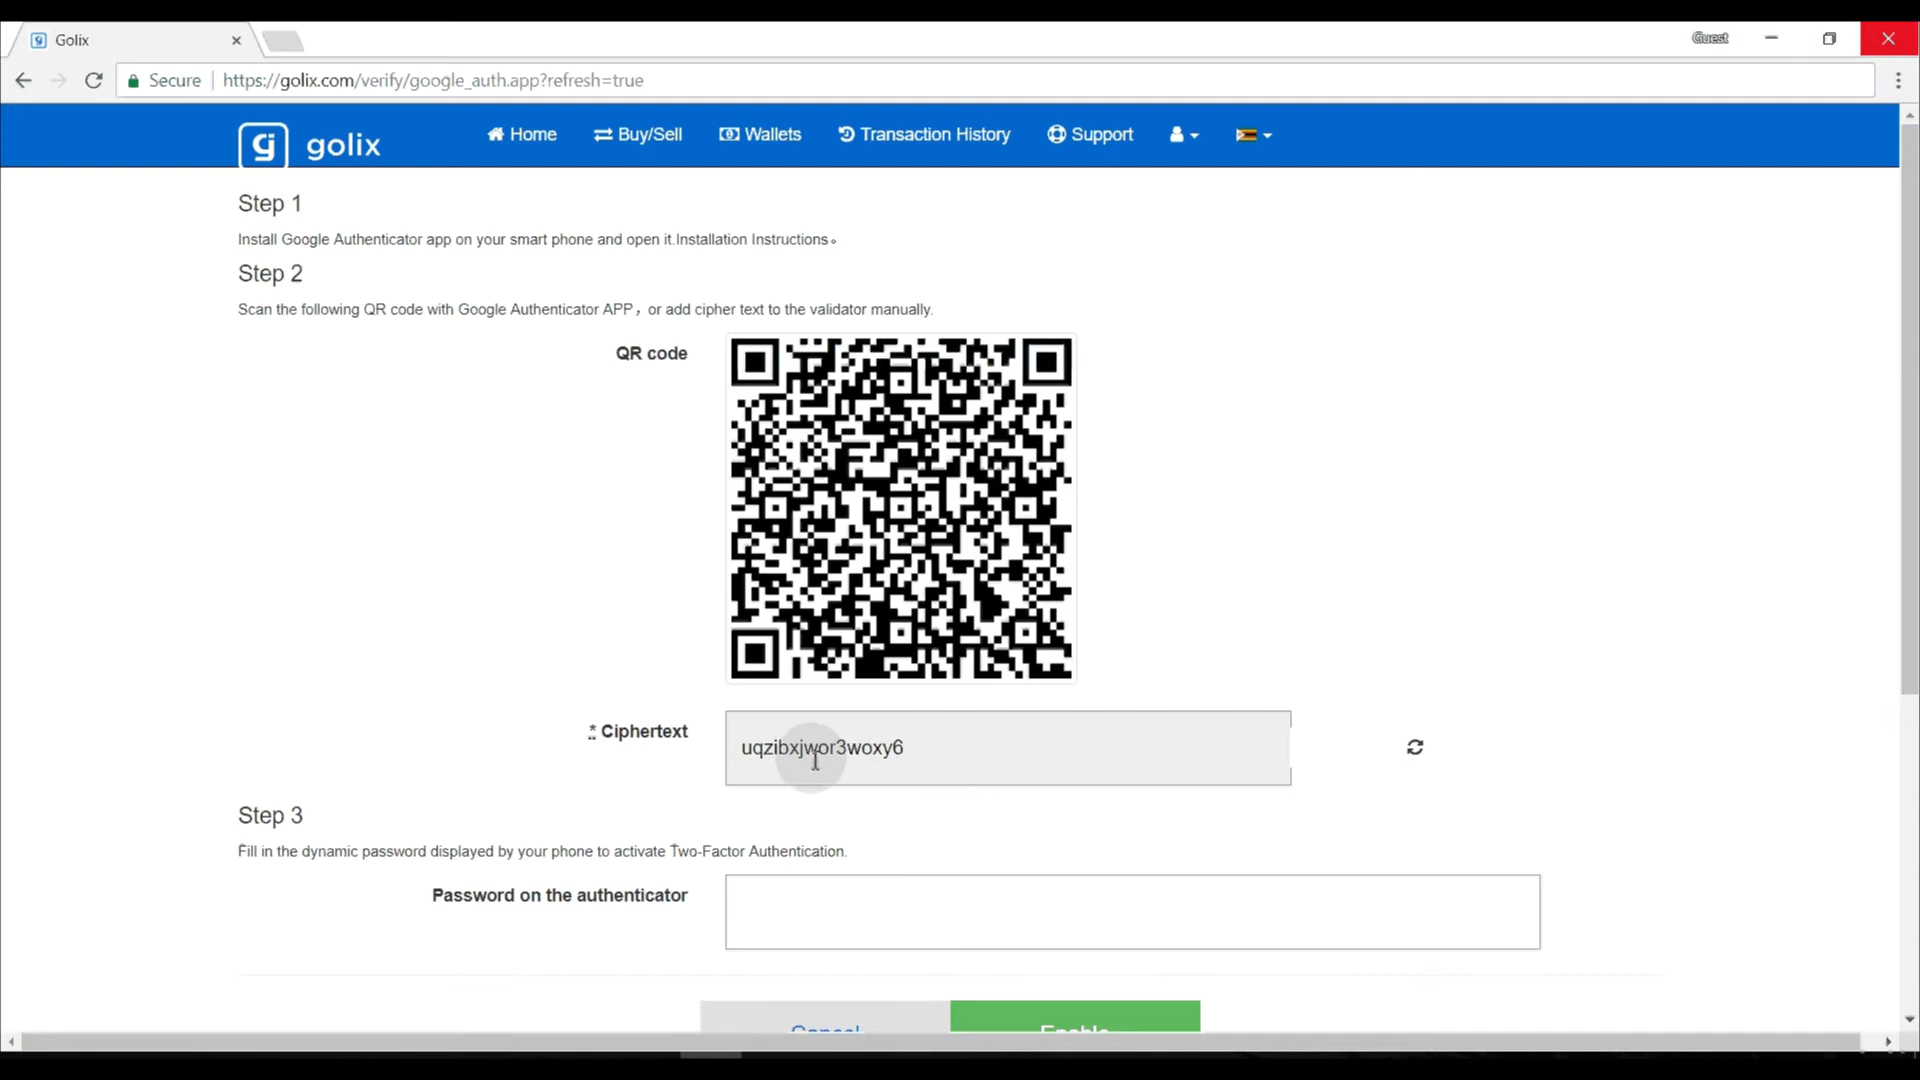 Golix
Guest
Secure https://golix.com/verify/google_auth.app?refresh=true
golix Home Buy/Sell Wallets Transaction History Support
Step 1
Install Google Authenticator app on your smart phone and open it.Installation Instructions。
Step 2
Scan the following QR code with Google Authenticator APP，or add cipher text to the validator manually.
QR code
* Ciphertext uqzibxjwor3woxy6
Step 3
Fill in the dynamic password displayed by your phone to activate Two-Factor Authentication.
Password on the authenticator
Cancel Enable